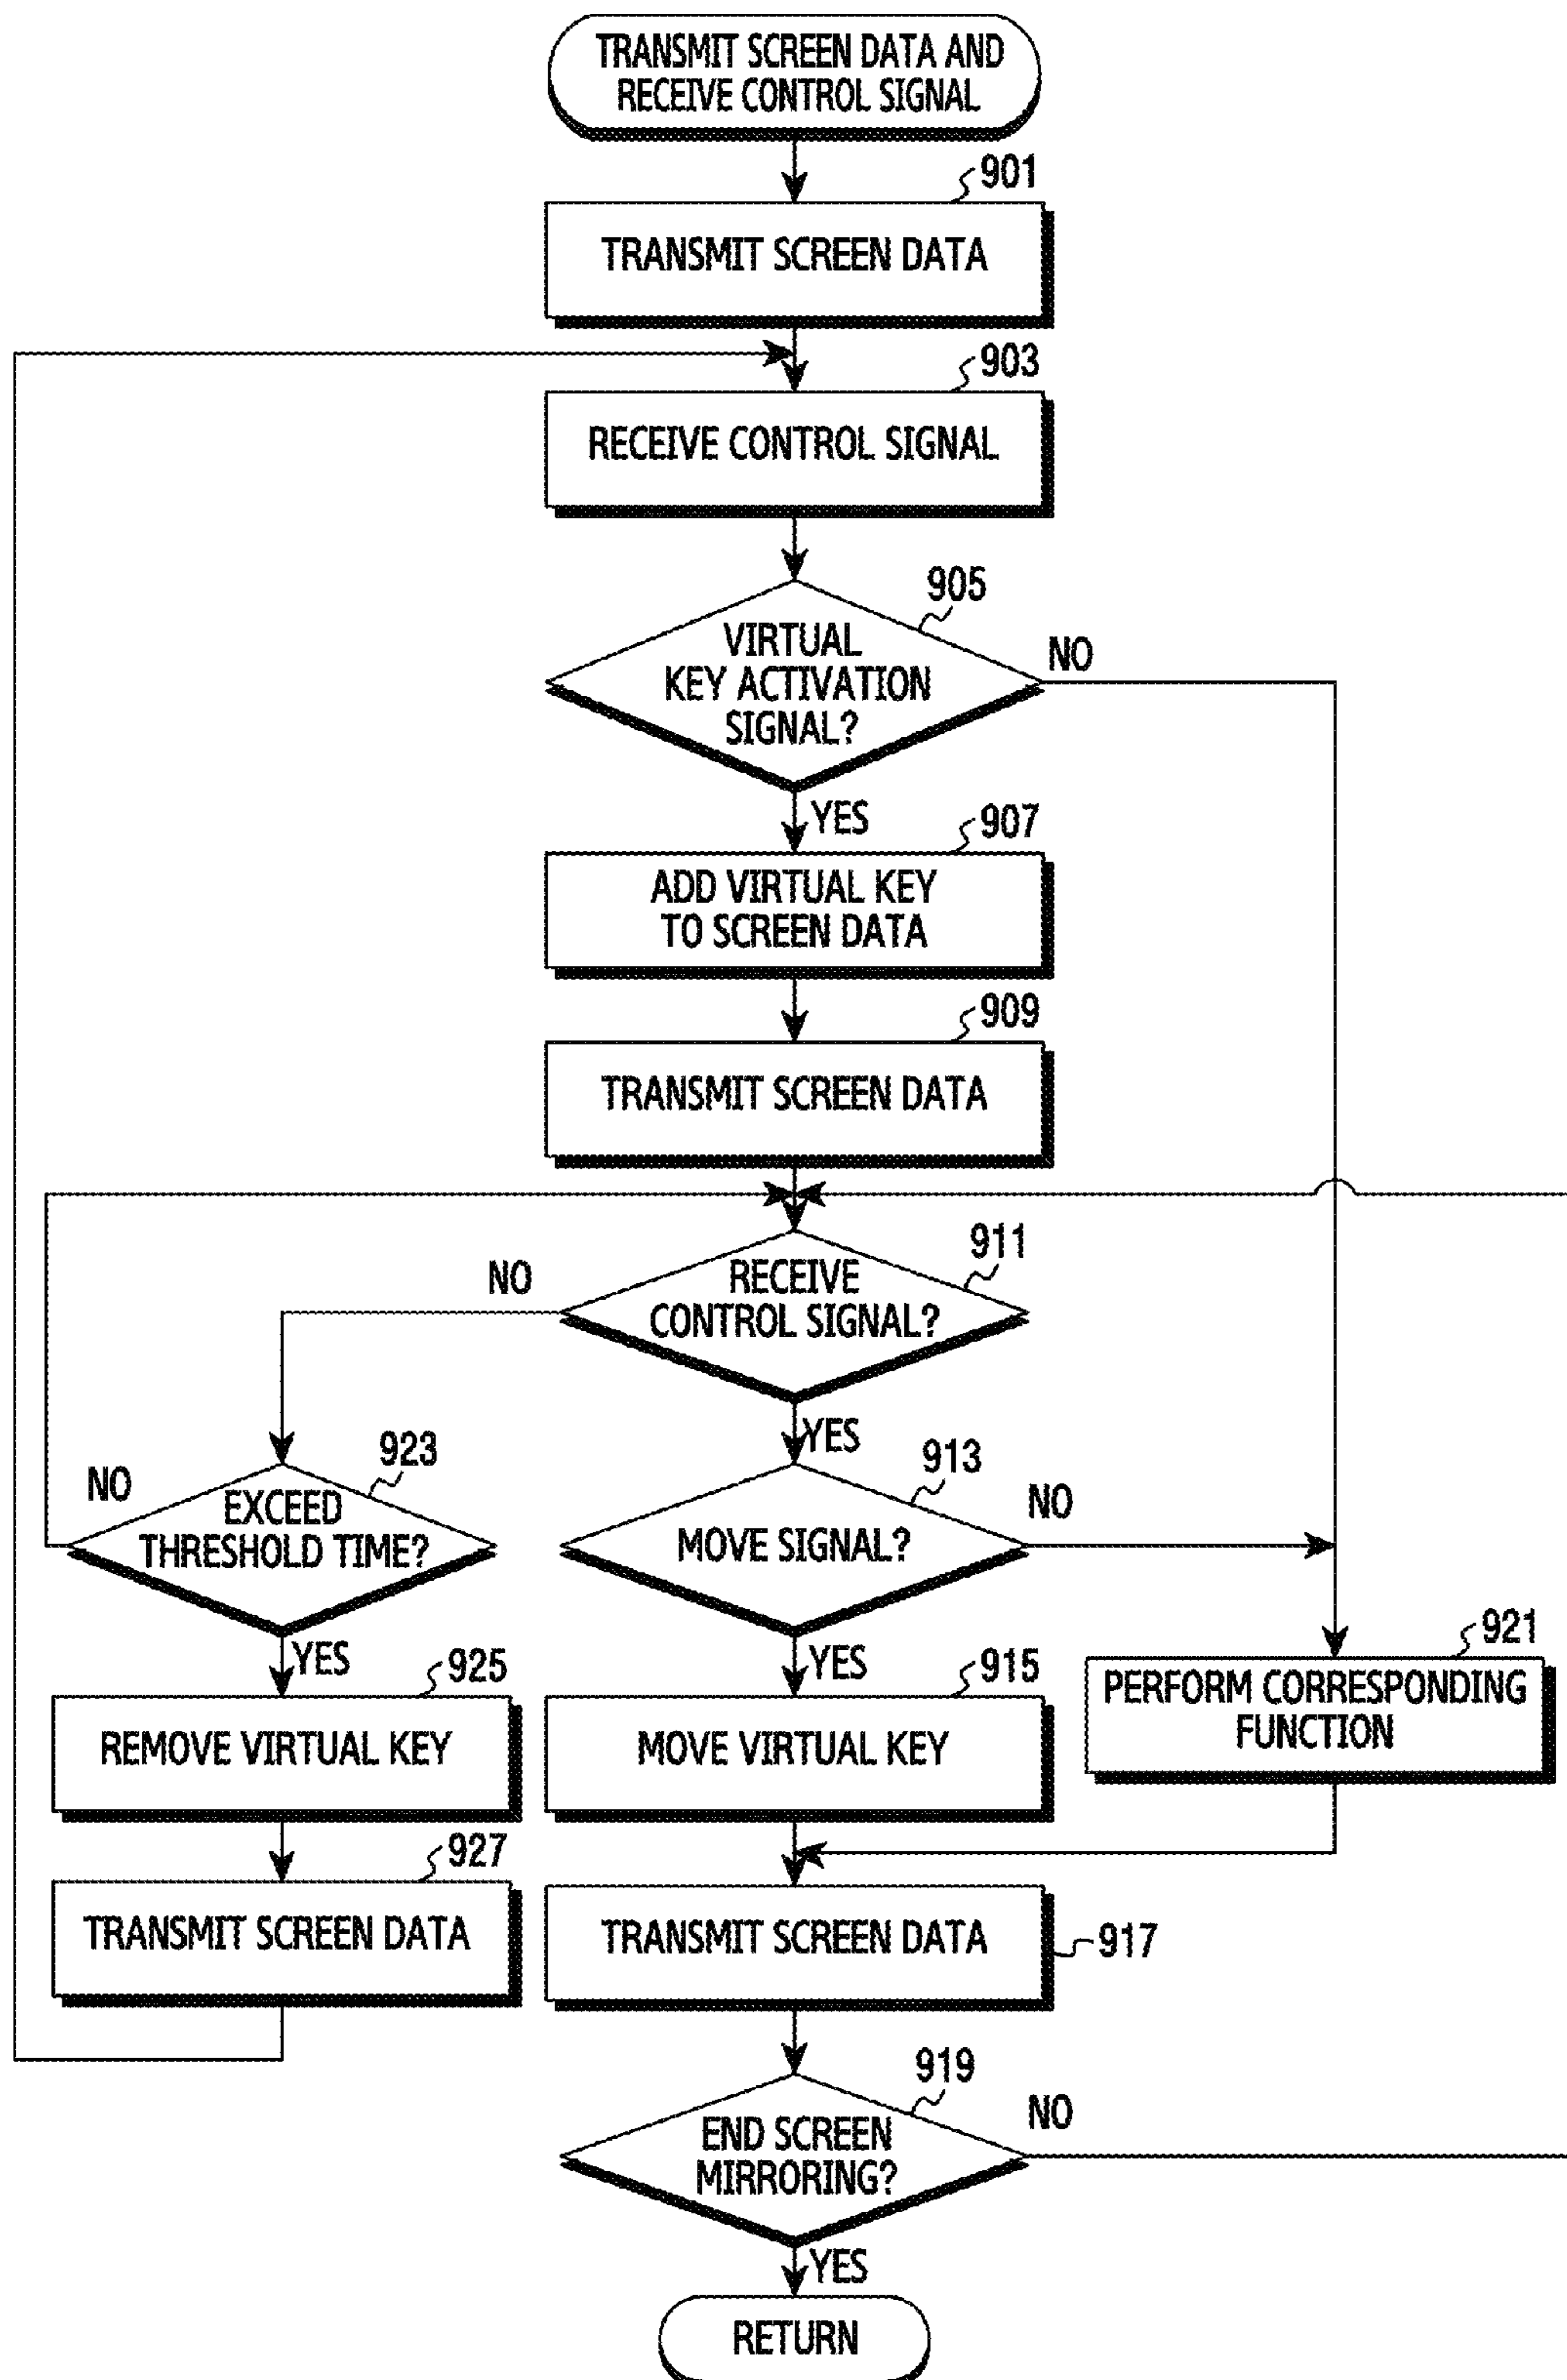 TRANSMIT SCREEN DATA AND
RECEIVE CONTROL SIGNAL
901
TRANSMIT SCREEN DATA
903
RECEIVE CONTROL SIGNAL
905
VIRTUAL
KEY ACTIVATION
SIGNAL?
NO
YES
907
ADD VIRTUAL KEY
TO SCREEN DATA
909
TRANSMIT SCREEN DATA
911
RECEIVE
CONTROL SIGNAL?
NO
YES
923
EXCEED
THRESHOLD TIME?
NO
YES
913
MOVE SIGNAL?
NO
YES
925
REMOVE VIRTUAL KEY
915
MOVE VIRTUAL KEY
921
PERFORM CORRESPONDING
FUNCTION
927
TRANSMIT SCREEN DATA
TRANSMIT SCREEN DATA
917
919
END SCREEN
MIRRORING?
NO
YES
RETURN